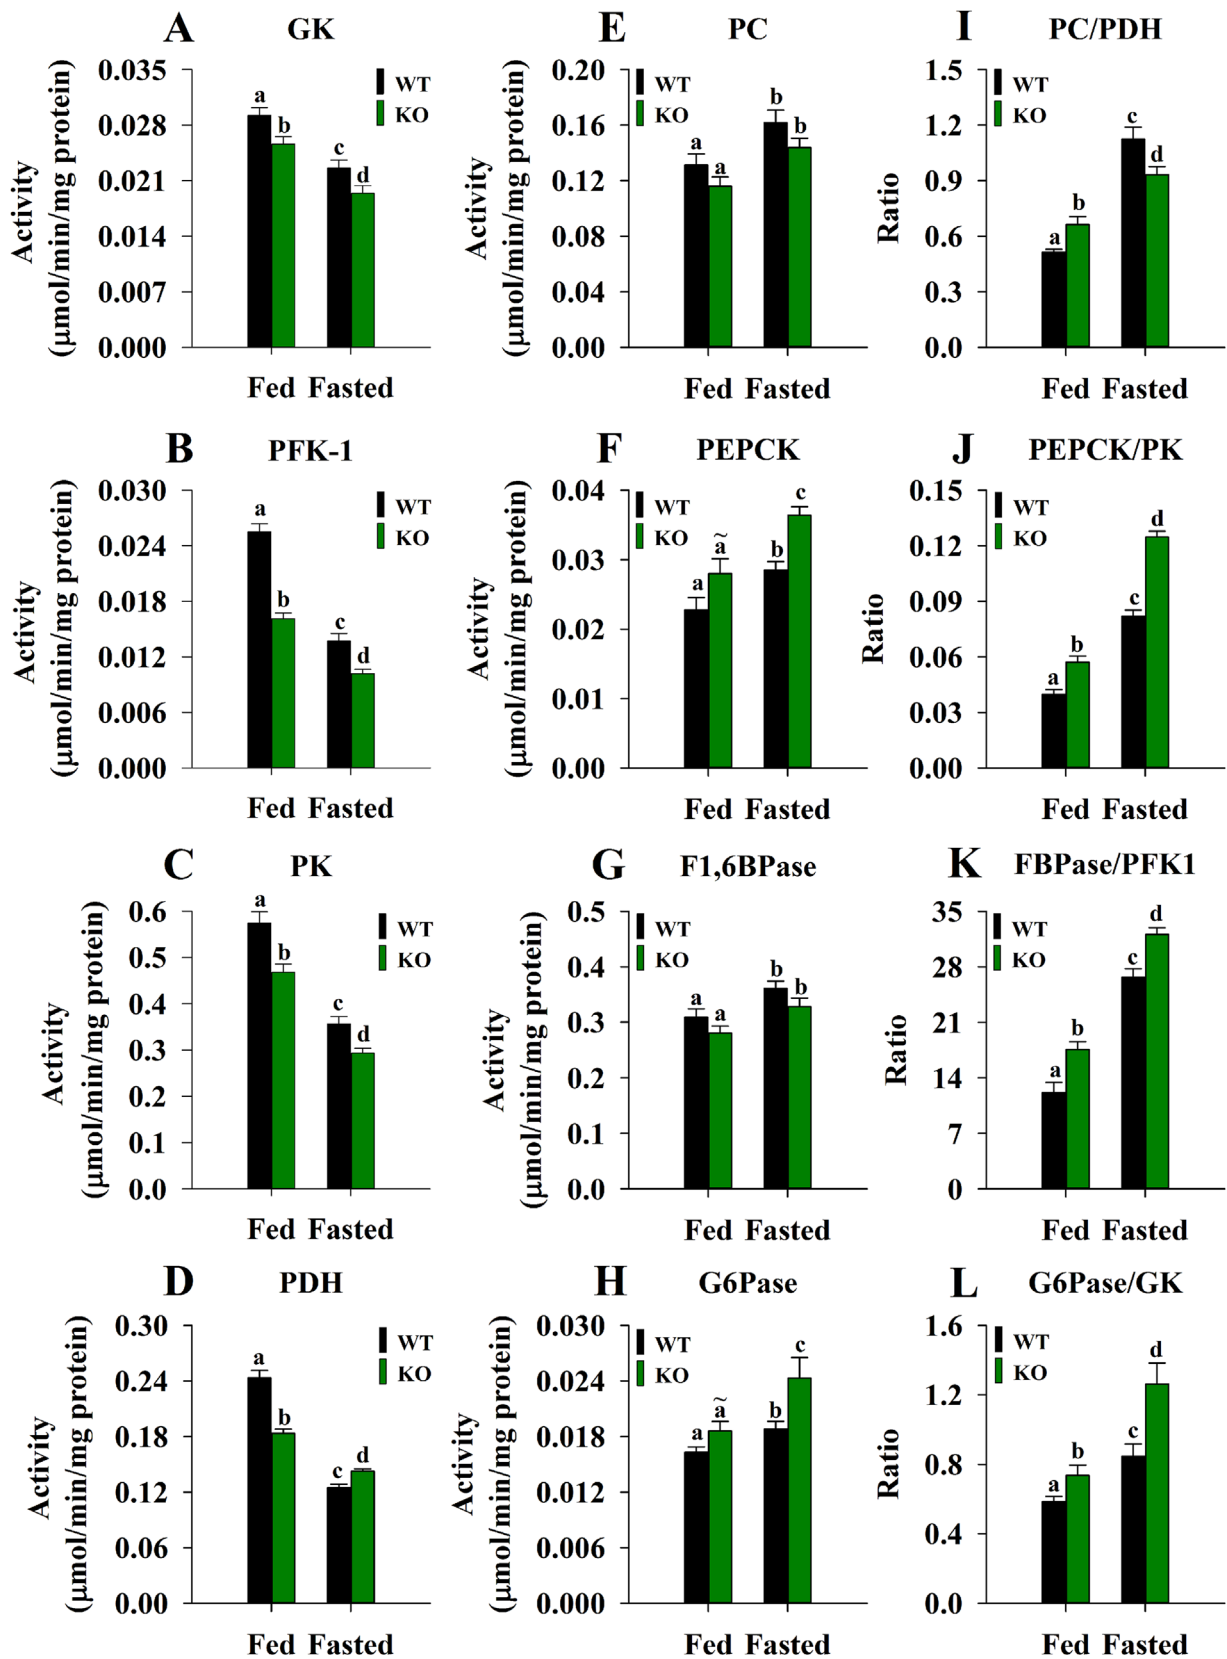 A GK
Activity
(μmol/min/mg protein)
0.035
0.028
0.021
0.014
0.007
0.000
WT
KO
a
b
c
d
Fed Fasted
E PC
Activity
(μmol/min/mg protein)
0.20
0.16
0.12
0.08
0.04
0.00
WT
KO
a
a
b
b
Fed Fasted
I PC/PDH
Ratio
1.5
1.2
0.9
0.6
0.3
0.0
WT
KO
a
b
c
d
Fed Fasted
B PFK-1
Activity
(μmol/min/mg protein)
0.030
0.024
0.018
0.012
0.006
0.000
WT
KO
a
b
c
d
Fed Fasted
F PEPCK
Activity
(μmol/min/mg protein)
0.04
0.03
0.02
0.01
0.00
WT
KO
a
ã
b
c
Fed Fasted
J PEPCK/PK
Ratio
0.15
0.12
0.09
0.06
0.03
0.00
WT
KO
a
b
c
d
Fed Fasted
C PK
Activity
(μmol/min/mg protein)
0.6
0.5
0.4
0.3
0.2
0.1
0.0
WT
KO
a
b
c
d
Fed Fasted
G F1,6BPase
Activity
(μmol/min/mg protein)
0.5
0.4
0.3
0.2
0.1
0.0
WT
KO
a
a
b
b
Fed Fasted
K FBPase/PFK1
Ratio
35
28
21
14
7
0
WT
KO
a
b
c
d
Fed Fasted
D PDH
Activity
(μmol/min/mg protein)
0.30
0.24
0.18
0.12
0.06
0.00
WT
KO
a
b
c
d
Fed Fasted
H G6Pase
Activity
(μmol/min/mg protein)
0.030
0.024
0.018
0.012
0.006
0.000
WT
KO
a
ã
b
c
Fed Fasted
L G6Pase/GK
Ratio
1.6
1.2
0.8
0.4
0.0
WT
KO
a
b
c
d
Fed Fasted